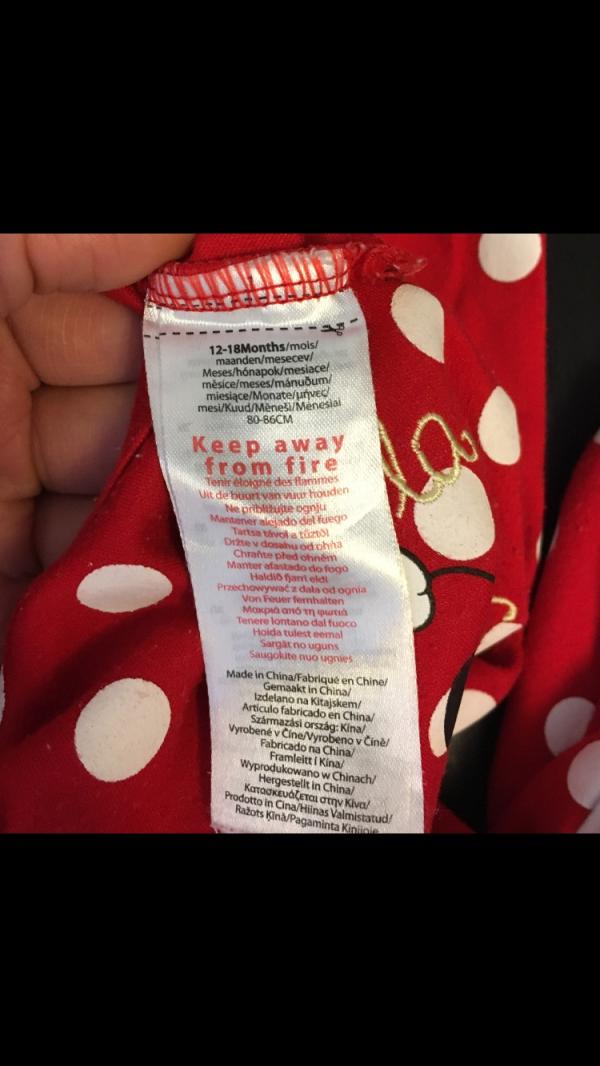 12-18Months/mois/
maanden/mesecev/
Meses/hónapok/mesiace/
měsíce/meses/mánuðum/
miesiące/Monate/μήνες/
mesi/Kuud/Mēneši/Mėnesiai
80-86CM
Keep away
from fire
Tenir éloigné des flammes
Uit de buurt van vuur houden
Ne približujte ognju
Mantener alejado del fuego
Tartsa távol a tűztől
Držte v dosahu od ohňa
Chraňte před ohněm
Manter afastado do fogo
Haldið fjarri eldi
Przechowywać z dala od ognia
Von Feuer fernhalten
Μακριά από τη φωτιά
Tenere lontano dal fuoco
Hoida tulest eemal
Sargāt no uguns
Saugokite nuo ugnies
Made in China/Fabriqué en Chine/
Gemaakt in China/
Izdelano na Kitajskem/
Artículo fabricado en China/
Származási ország: Kína/
Vyrobené v Číne/Vyrobeno v Číně/
Fabricado na China/
Framleitt í Kína/
Wyprodukowano w Chinach/
Hergestellt in China/
Κατασκευάζεται στην Κίνα/
Prodotto in Cina/Hiinas Valmistatud/
Ražots Ķīnā/Pagaminta